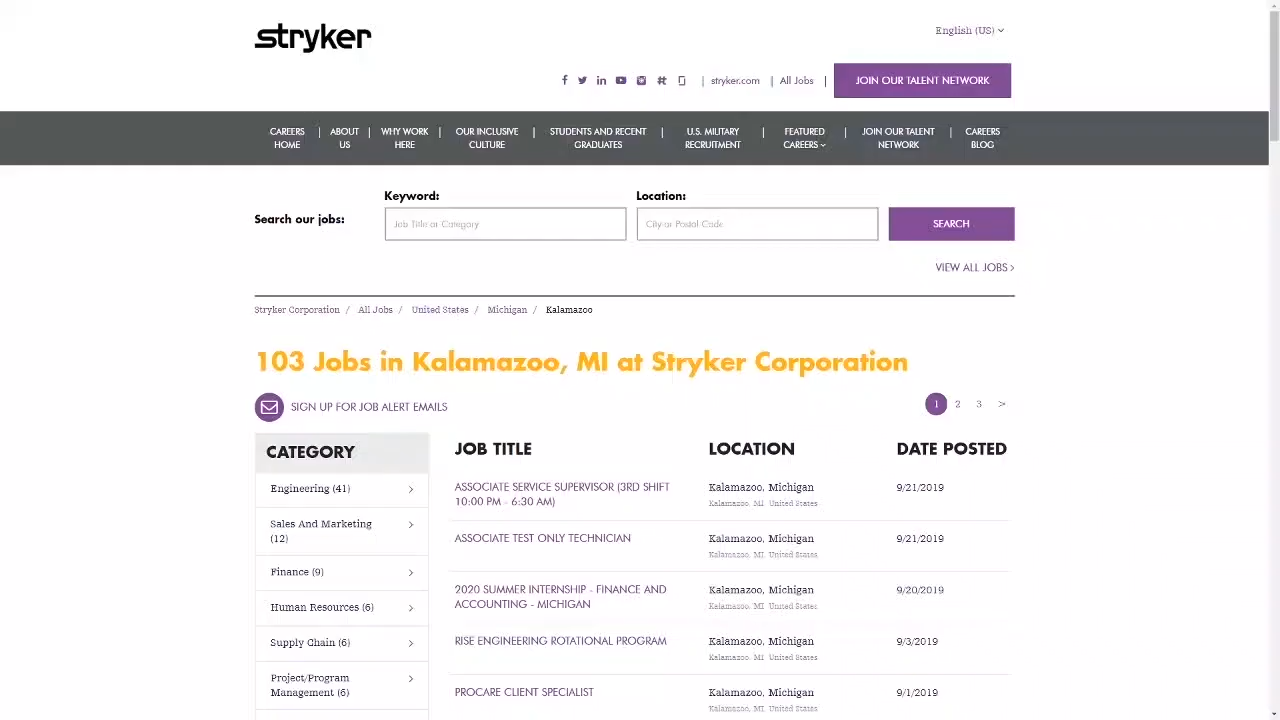 stryker
English (US)
| stryker.com | All Jobs | JOIN OUR TALENT NETWORK
CAREERS HOME | ABOUT US | WHY WORK HERE | OUR INCLUSIVE CULTURE | STUDENTS AND RECENT GRADUATES | U.S. MILITARY RECRUITMENT | FEATURED CAREERS | JOIN OUR TALENT NETWORK | CAREERS BLOG
Search our jobs:
Keyword:
Job Title or Category
Location:
City or Postal Code
SEARCH
VIEW ALL JOBS >
Stryker Corporation / All Jobs / United States / Michigan / Kalamazoo
103 Jobs in Kalamazoo, MI at Stryker Corporation
SIGN UP FOR JOB ALERT EMAILS
1 2 3 >
CATEGORY
Engineering (41)
Sales And Marketing
(12)
Finance (9)
Human Resources (6)
Supply Chain (6)
Project/Program
Management (6)
JOB TITLE LOCATION DATE POSTED
ASSOCIATE SERVICE SUPERVISOR (3RD SHIFT
10:00 PM - 6:30 AM)
Kalamazoo, Michigan
Kalamazoo, MI United States
9/21/2019
ASSOCIATE TEST ONLY TECHNICIAN
Kalamazoo, Michigan
Kalamazoo, MI United States
9/21/2019
2020 SUMMER INTERNSHIP - FINANCE AND
ACCOUNTING - MICHIGAN
Kalamazoo, Michigan
Kalamazoo, MI United States
9/20/2019
RISE ENGINEERING ROTATIONAL PROGRAM
Kalamazoo, Michigan
Kalamazoo, MI United States
9/3/2019
PROCARE CLIENT SPECIALIST
Kalamazoo, Michigan
Kalamazoo, MI United States
9/1/2019